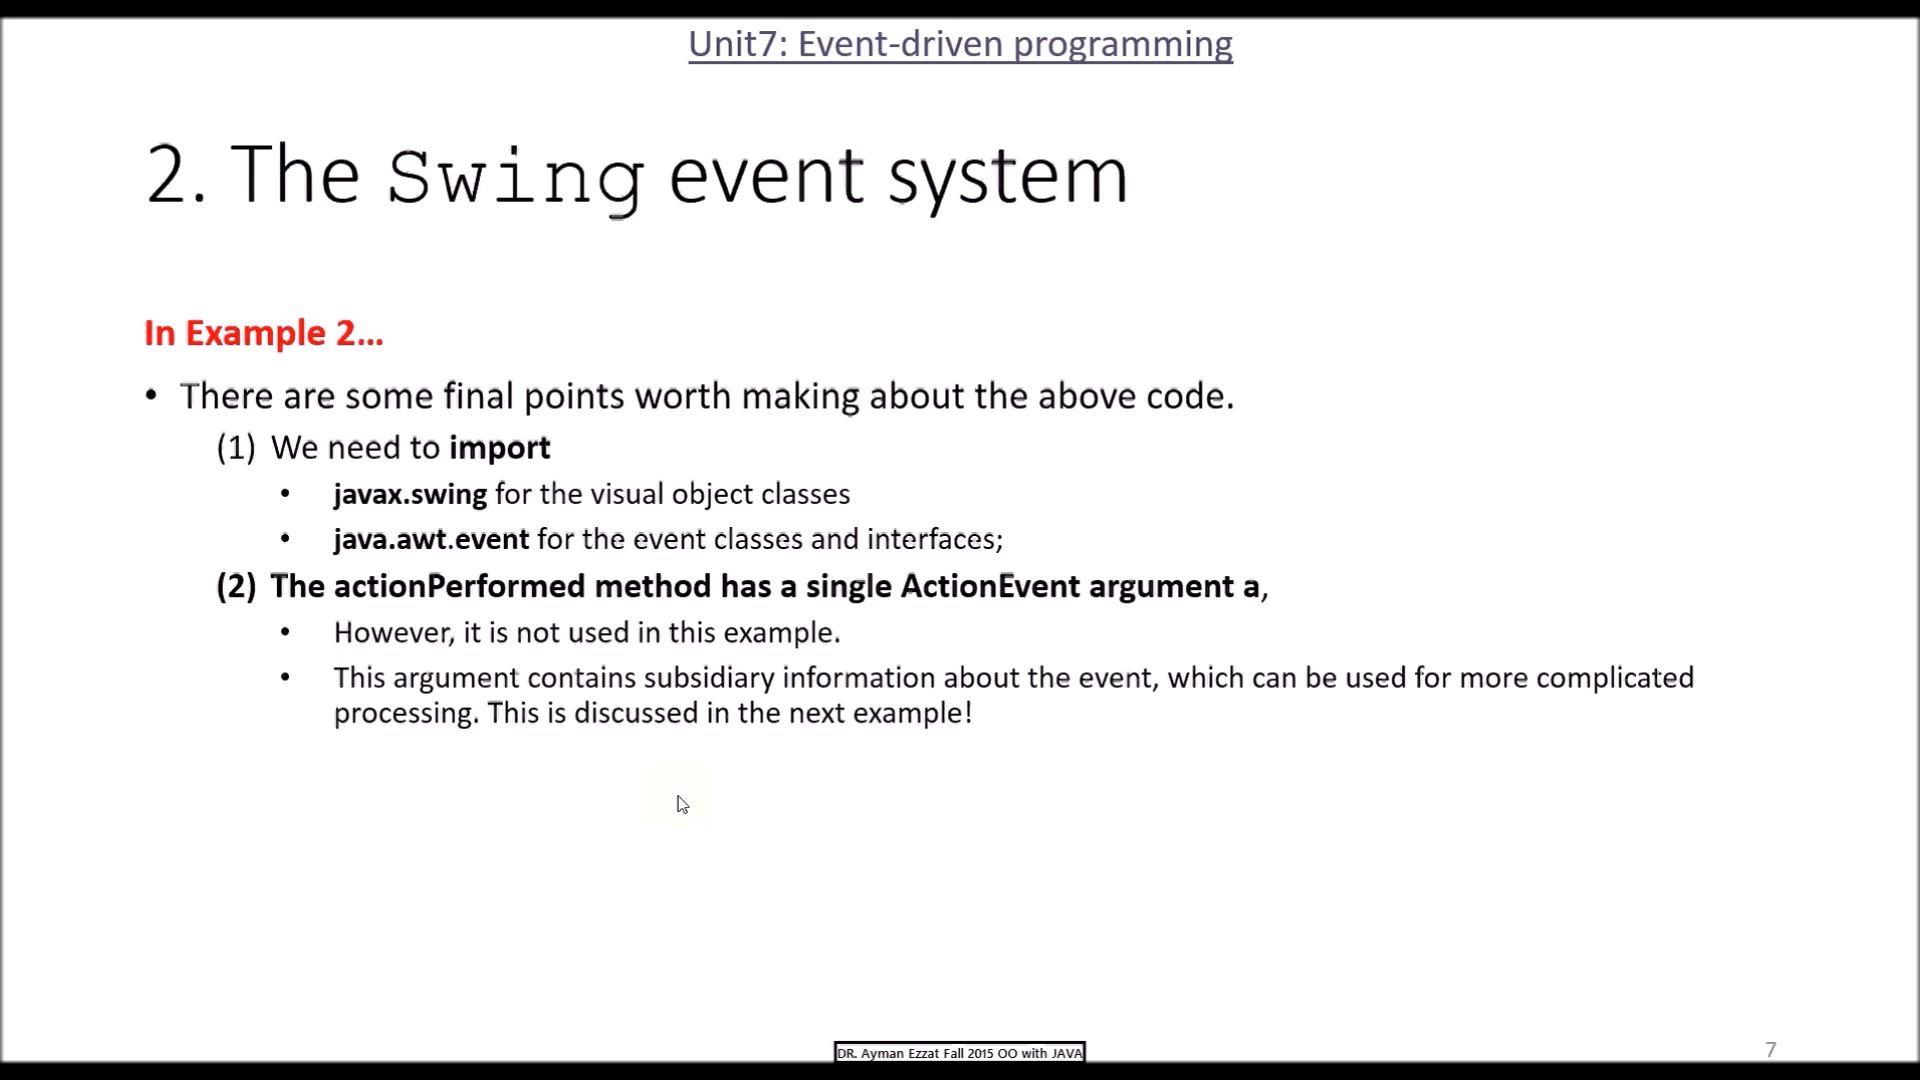 Unit7: Event-driven programming
2. The Swing event system
In Example 2...
• There are some final points worth making about the above code.
(1) We need to import
• javax.swing for the visual object classes
• java.awt.event for the event classes and interfaces;
(2) The actionPerformed method has a single ActionEvent argument a,
• However, it is not used in this example.
• This argument contains subsidiary information about the event, which can be used for more complicated
processing. This is discussed in the next example!
DR. Ayman Ezzat Fall 2015 OO with JAVA
7